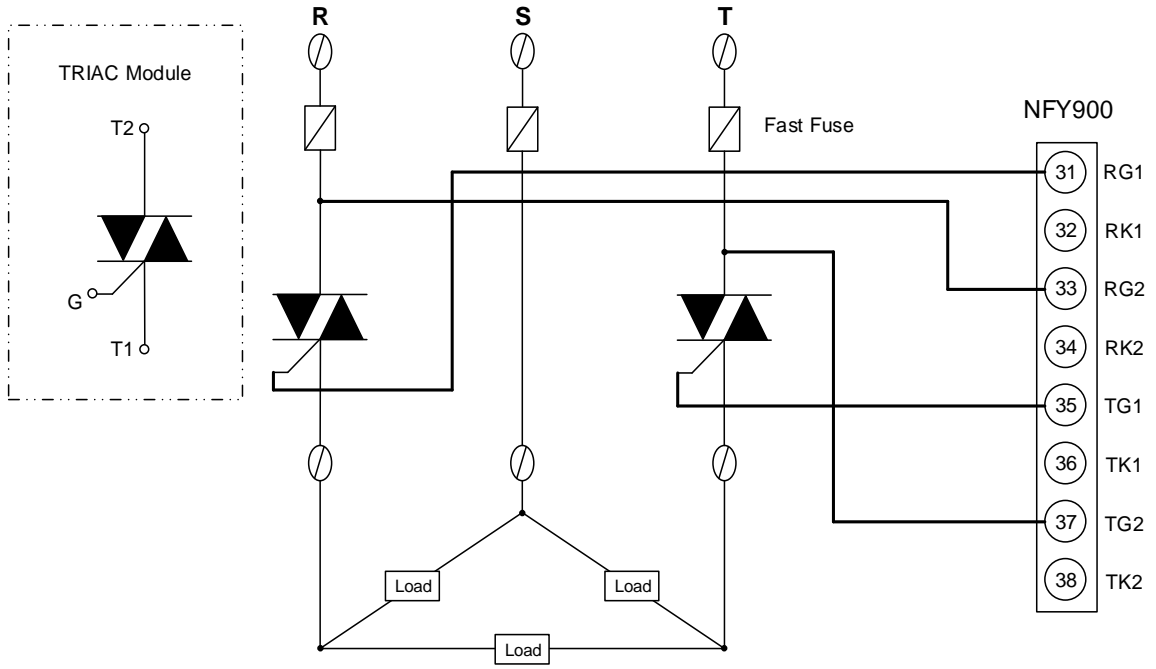 R
S
T
TRIAC Module
T2
G
T1
Fast Fuse
NFY900
31 RG1
32 RK1
33 RG2
34 RK2
35 TG1
36 TK1
37 TG2
38 TK2
Load
Load
Load